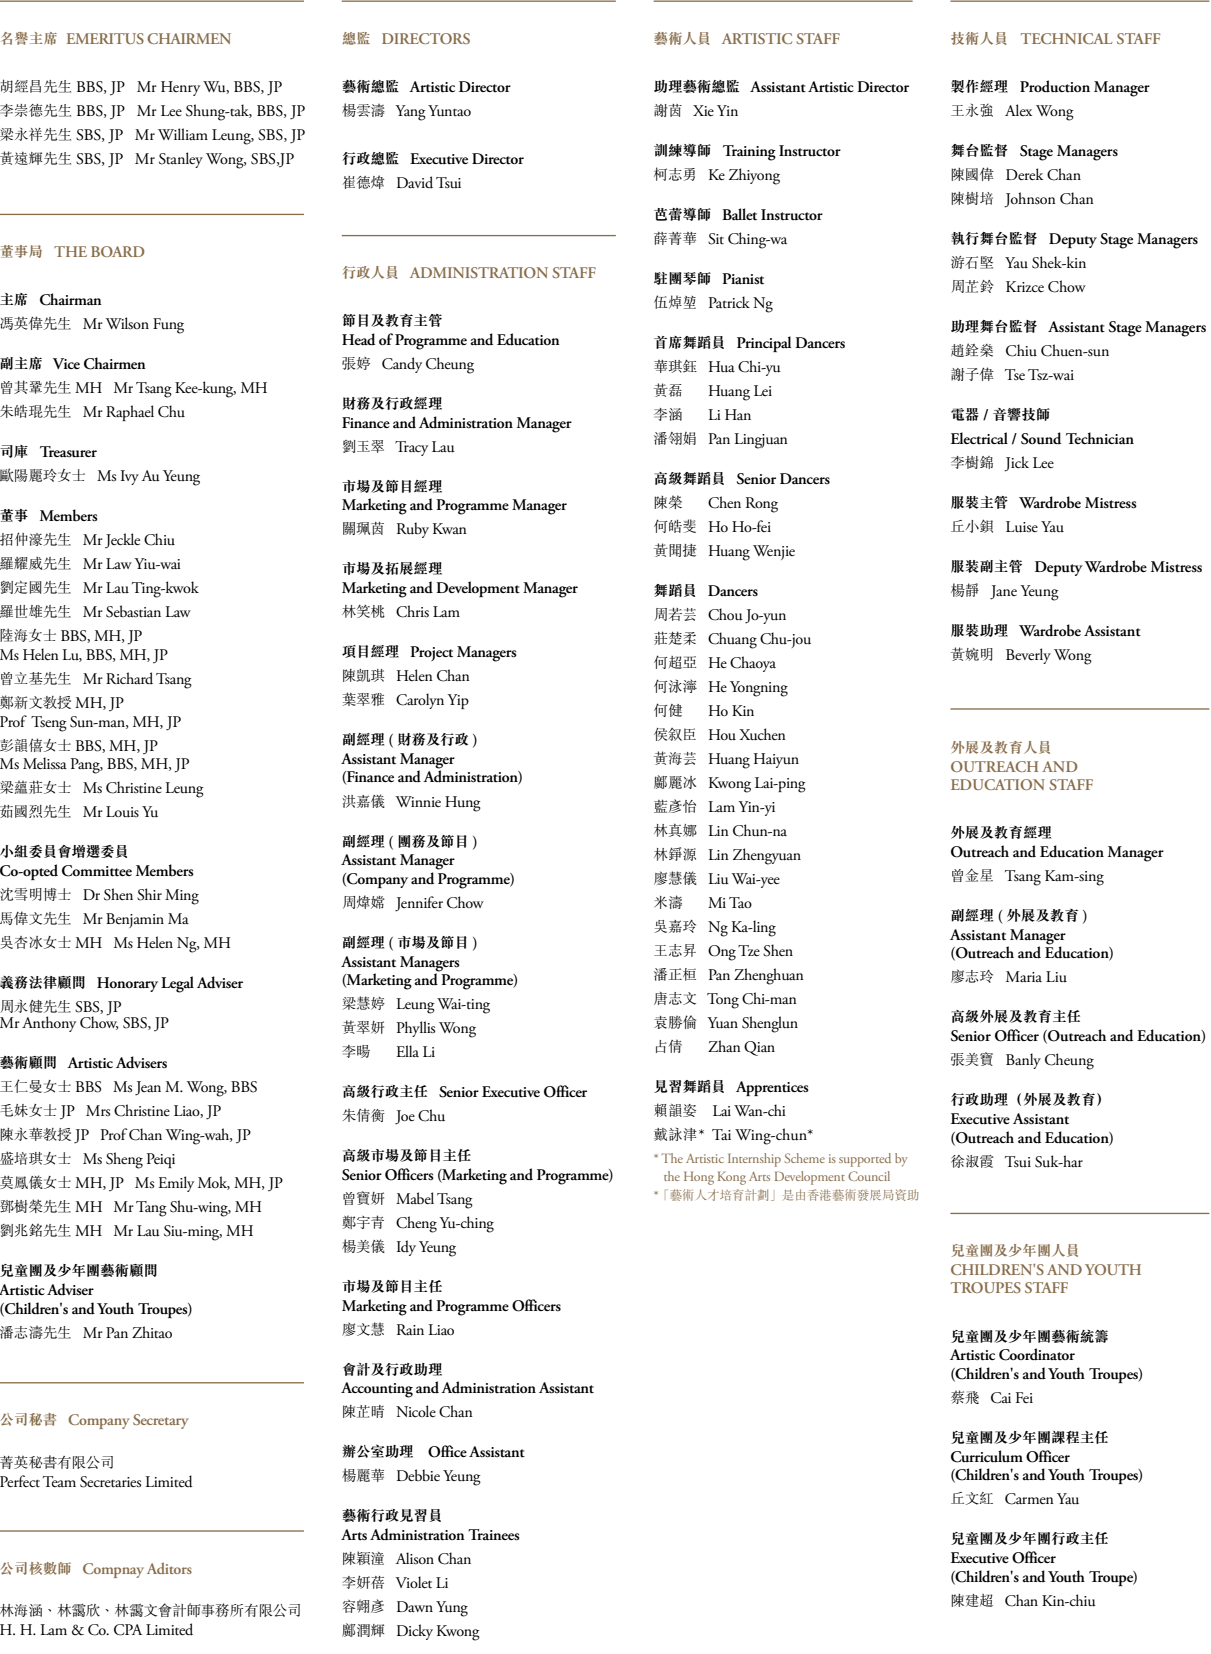 名譽主席 EMERITUS CHAIRMEN
胡經昌先生 BBS, JP Mr Henry Wu, BBS, JP
李崇德先生 BBS, JP Mr Lee Shung-tak, BBS, JP
梁永祥先生 SBS, JP Mr William Leung, SBS, JP
黃遠輝先生 SBS, JP Mr Stanley Wong, SBS,JP
董事局 THE BOARD
主席 Chairman
馮英偉先生 Mr Wilson Fung
副主席 Vice Chairmen
曾其鞏先生 MH Mr Tsang Kee-kung, MH
朱皓琨先生 Mr Raphael Chu
司庫 Treasurer
歐陽麗玲女士 Ms Ivy Au Yeung
董事 Members
招仲濠先生 Mr Jeckle Chiu
羅耀威先生 Mr Law Yiu-wai
劉定國先生 Mr Lau Ting-kwok
羅世雄先生 Mr Sebastian Law
陸海女士 BBS, MH, JP
Ms Helen Lu, BBS, MH, JP
曾立基先生 Mr Richard Tsang
鄭新文教授 MH, JP
Prof Tseng Sun-man, MH, JP
彭韻僖女士 BBS, MH, JP
Ms Melissa Pang, BBS, MH, JP
梁蘊莊女士 Ms Christine Leung
茹國烈先生 Mr Louis Yu
小組委員會增選委員
Co-opted Committee Members
沈雪明博士 Dr Shen Shir Ming
馬偉文先生 Mr Benjamin Ma
吳杏冰女士 MH Ms Helen Ng, MH
義務法律顧問 Honorary Legal Adviser
周永健先生 SBS, JP
Mr Anthony Chow, SBS, JP
藝術顧問 Artistic Advisers
王仁曼女士 BBS Ms Jean M. Wong, BBS
毛妹女士 JP Mrs Christine Liao, JP
陳永華教授 JP Prof Chan Wing-wah, JP
盛培琪女士 Ms Sheng Peiqi
莫鳳儀女士 MH, JP Ms Emily Mok, MH, JP
鄧樹榮先生 MH Mr Tang Shu-wing, MH
劉兆銘先生 MH Mr Lau Siu-ming, MH
兒童團及少年團藝術顧問
Artistic Adviser
(Children's and Youth Troupes)
潘志濤先生 Mr Pan Zhitao
公司秘書 Company Secretary
菁英秘書有限公司
Perfect Team Secretaries Limited
公司核數師 Compnay Aditors
林海涵、林靄欣、林靄文會計師事務所有限公司
H. H. Lam & Co. CPA Limited
總監 DIRECTORS
藝術總監 Artistic Director
楊雲濤 Yang Yuntao
行政總監 Executive Director
崔德煒 David Tsui
行政人員 ADMINISTRATION STAFF
節目及教育主管
Head of Programme and Education
張婷 Candy Cheung
財務及行政經理
Finance and Administration Manager
劉玉翠 Tracy Lau
市場及節目經理
Marketing and Programme Manager
關珮茵 Ruby Kwan
市場及拓展經理
Marketing and Development Manager
林笑桃 Chris Lam
項目經理 Project Managers
陳凱琪 Helen Chan
葉翠雅 Carolyn Yip
副經理 ( 財務及行政 )
Assistant Manager
(Finance and Administration)
洪嘉儀 Winnie Hung
副經理 ( 團務及節目 )
Assistant Manager
(Company and Programme)
周煒嫦 Jennifer Chow
副經理 ( 市場及節目 )
Assistant Managers
(Marketing and Programme)
梁慧婷 Leung Wai-ting
黃翠妍 Phyllis Wong
李暘 Ella Li
高級行政主任 Senior Executive Officer
朱倩衡 Joe Chu
高級市場及節目主任
Senior Officers (Marketing and Programme)
曾寶妍 Mabel Tsang
鄭宇青 Cheng Yu-ching
楊美儀 Idy Yeung
市場及節目主任
Marketing and Programme Officers
廖文慧 Rain Liao
會計及行政助理
Accounting and Administration Assistant
陳芷晴 Nicole Chan
辦公室助理 Office Assistant
楊麗華 Debbie Yeung
藝術行政見習員
Arts Administration Trainees
陳穎潼 Alison Chan
李妍蓓 Violet Li
容翺彥 Dawn Yung
鄺潤輝 Dicky Kwong
藝術人員 ARTISTIC STAFF
助理藝術總監 Assistant Artistic Director
謝茵 Xie Yin
訓練導師 Training Instructor
柯志勇 Ke Zhiyong
芭蕾導師 Ballet Instructor
薛菁華 Sit Ching-wa
駐團琴師 Pianist
伍焯堃 Patrick Ng
首席舞蹈員 Principal Dancers
華琪鈺 Hua Chi-yu
黃磊 Huang Lei
李涵 Li Han
潘翎娟 Pan Lingjuan
高級舞蹈員 Senior Dancers
陳榮 Chen Rong
何皓斐 Ho Ho-fei
黃閱捷 Huang Wenjie
舞蹈員 Dancers
周若芸 Chou Jo-yun
莊楚柔 Chuang Chu-jou
何超亞 He Chaoya
何泳濘 He Yongning
何健 Ho Kin
侯叙臣 Hou Xuchen
黃海芸 Huang Haiyun
鄺麗冰 Kwong Lai-ping
藍彥怡 Lam Yin-yi
林真娜 Lin Chun-na
林錚源 Lin Zhengyuan
廖慧儀 Liu Wai-yee
米濤 Mi Tao
吳嘉玲 Ng Ka-ling
王志昇 Ong Tze Shen
潘正桓 Pan Zhenghuan
唐志文 Tong Chi-man
袁勝倫 Yuan Shenglun
占倩 Zhan Qian
見習舞蹈員 Apprentices
賴韻姿 Lai Wan-chi
戴詠津* Tai Wing-chun*
* The Artistic Internship Scheme is supported by
the Hong Kong Arts Development Council
*「藝術人才培育計劃」是由香港藝術發展局資助
技術人員 TECHNICAL STAFF
製作經理 Production Manager
王永強 Alex Wong
舞台監督 Stage Managers
陳國偉 Derek Chan
陳樹培 Johnson Chan
執行舞台監督 Deputy Stage Managers
游石堅 Yau Shek-kin
周芷鈴 Krizce Chow
助理舞台監督 Assistant Stage Managers
趙銓燊 Chiu Chuen-sun
謝子偉 Tse Tsz-wai
電器 / 音響技師
Electrical / Sound Technician
李樹錦 Jick Lee
服裝主管 Wardrobe Mistress
丘小鋇 Luise Yau
服裝副主管 Deputy Wardrobe Mistress
楊靜 Jane Yeung
服裝助理 Wardrobe Assistant
黃婉明 Beverly Wong
外展及教育人員
OUTREACH AND
EDUCATION STAFF
外展及教育經理
Outreach and Education Manager
曾金星 Tsang Kam-sing
副經理 ( 外展及教育 )
Assistant Manager
(Outreach and Education)
廖志玲 Maria Liu
高級外展及教育主任
Senior Officer (Outreach and Education)
張美寶 Banly Cheung
行政助理（外展及教育）
Executive Assistant
(Outreach and Education)
徐淑霞 Tsui Suk-har
兒童團及少年團人員
CHILDREN'S AND YOUTH
TROUPES STAFF
兒童團及少年團藝術統籌
Artistic Coordinator
(Children's and Youth Troupes)
蔡飛 Cai Fei
兒童團及少年團課程主任
Curriculum Officer
(Children's and Youth Troupes)
丘文紅 Carmen Yau
兒童團及少年團行政主任
Executive Officer
(Children's and Youth Troupe)
陳建超 Chan Kin-chiu